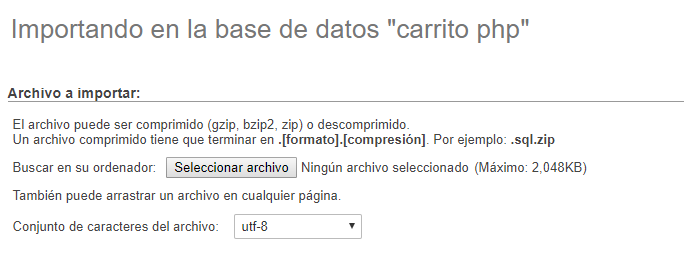 Importando en la base de datos "carrito php"
Archivo a importar:
El archivo puede ser comprimido (gzip, bzip2, zip) o descomprimido.
Un archivo comprimido tiene que terminar en .[formato].[compresión]. Por ejemplo: .sql.zip
Buscar en su ordenador: Seleccionar archivo Ningún archivo seleccionado (Máximo: 2,048KB)
También puede arrastrar un archivo en cualquier página.
Conjunto de caracteres del archivo: utf-8